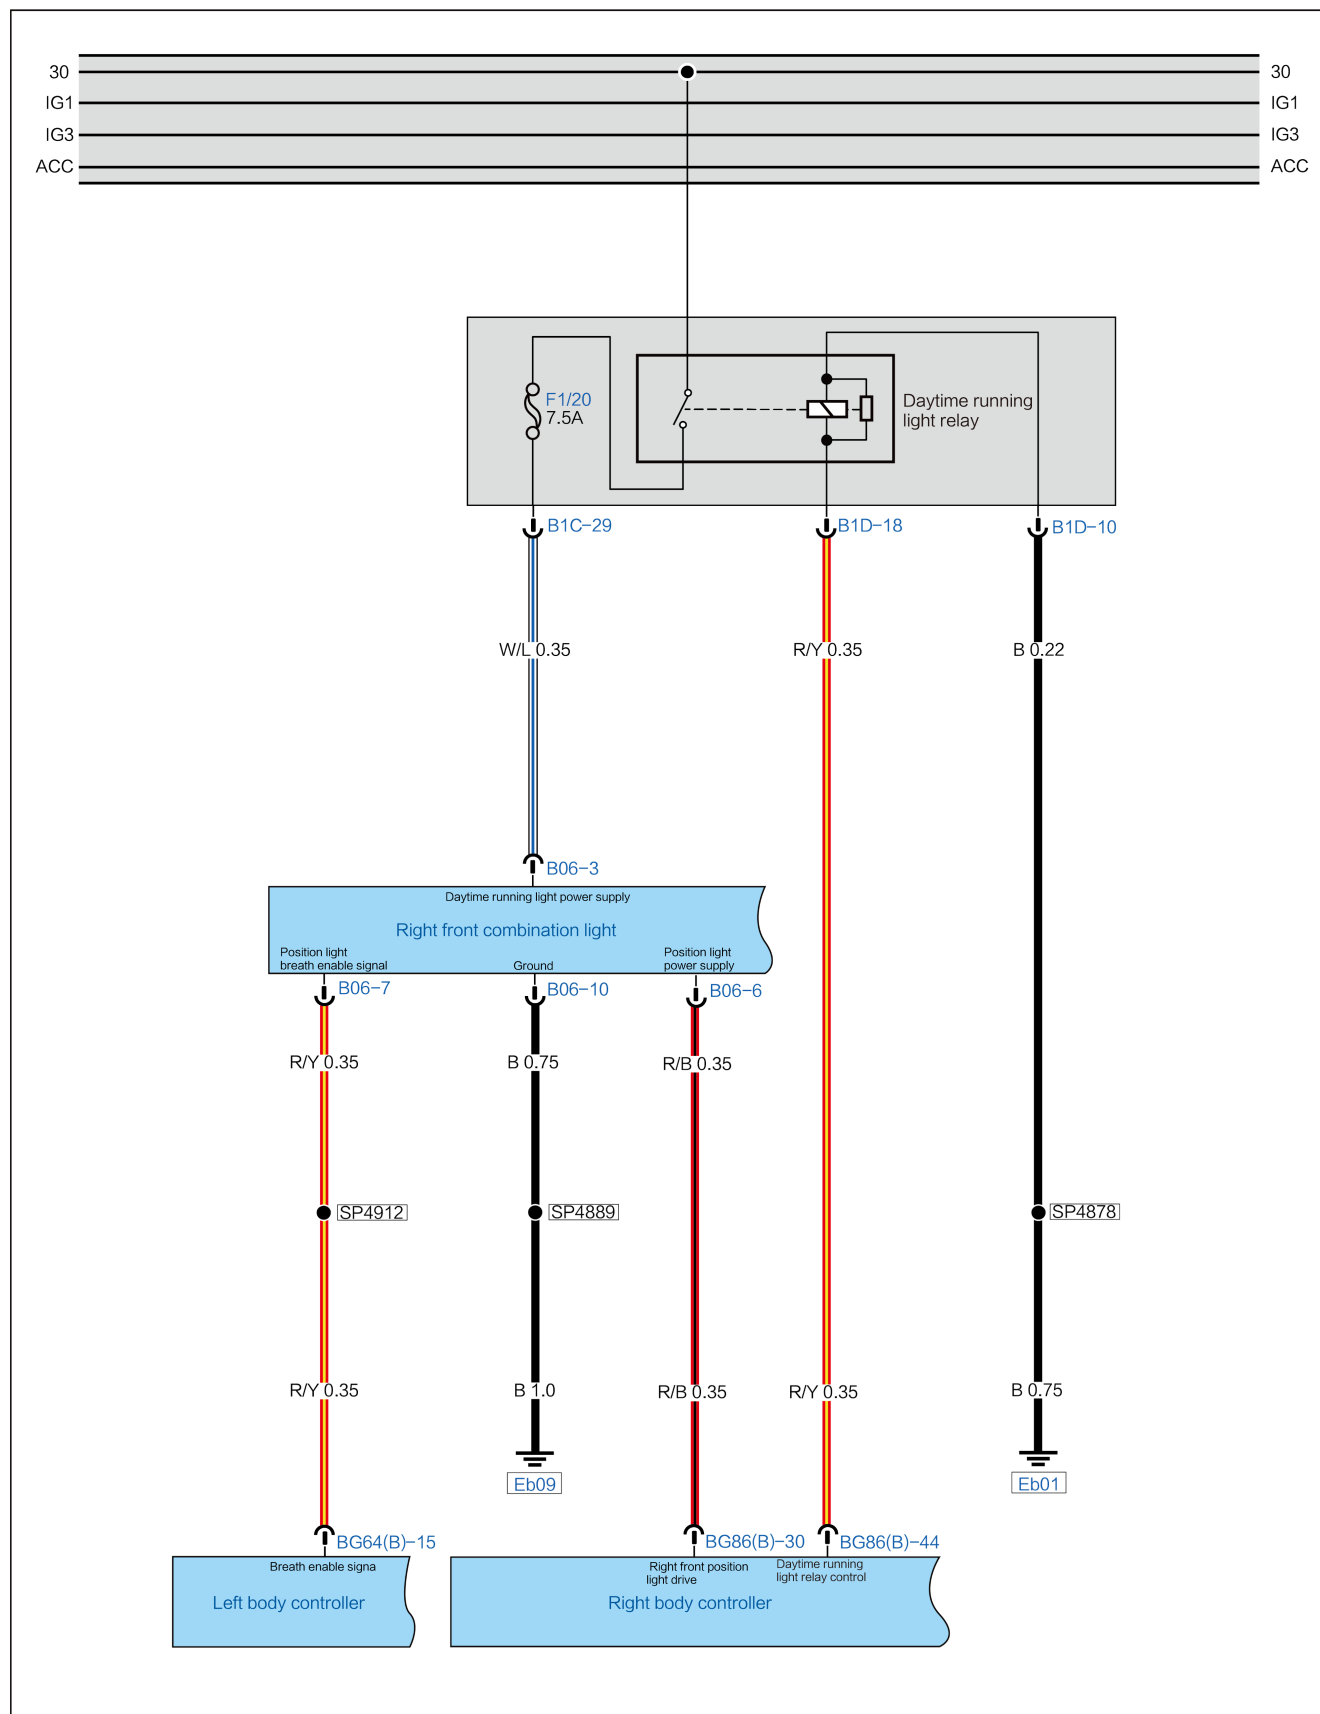 30
30
IG1
IG1
IG3
IG3
ACC
ACC
F1/20
7.5A
Daytime running
light relay
B1C-29
B1D-18
B1D-10
W/L 0.35
R/Y 0.35
B 0.22
B06-3
Daytime running light power supply
Right front combination light
Position light
breath enable signal
Ground
Position light
power supply
B06-7
B06-10
B06-6
R/Y 0.35
B 0.75
R/B 0.35
SP4912
SP4889
SP4878
R/Y 0.35
B 1.0
R/B 0.35
R/Y 0.35
B 0.75
Eb09
Eb01
BG64(B)-15
BG86(B)-30
BG86(B)-44
Breath enable signa
Right front position
light drive
Daytime running
light relay control
Left body controller
Right body controller